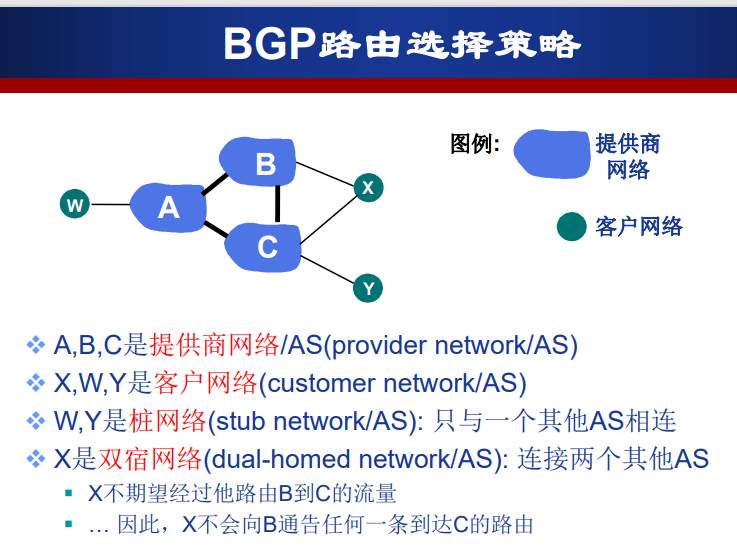 BGP路由选择策略
图例:
提供商
网络
B
X
W
A
C
客户网络
Y
A,B,C是提供商网络/AS(provider network/AS)
X,W,Y是客户网络(customer network/AS)
W,Y是桩网络(stub network/AS): 只与一个其他AS相连
X是双宿网络(dual-homed network/AS): 连接两个其他AS
X不期望经过他路由B到C的流量
... 因此，X不会向B通告任何一条到达C的路由